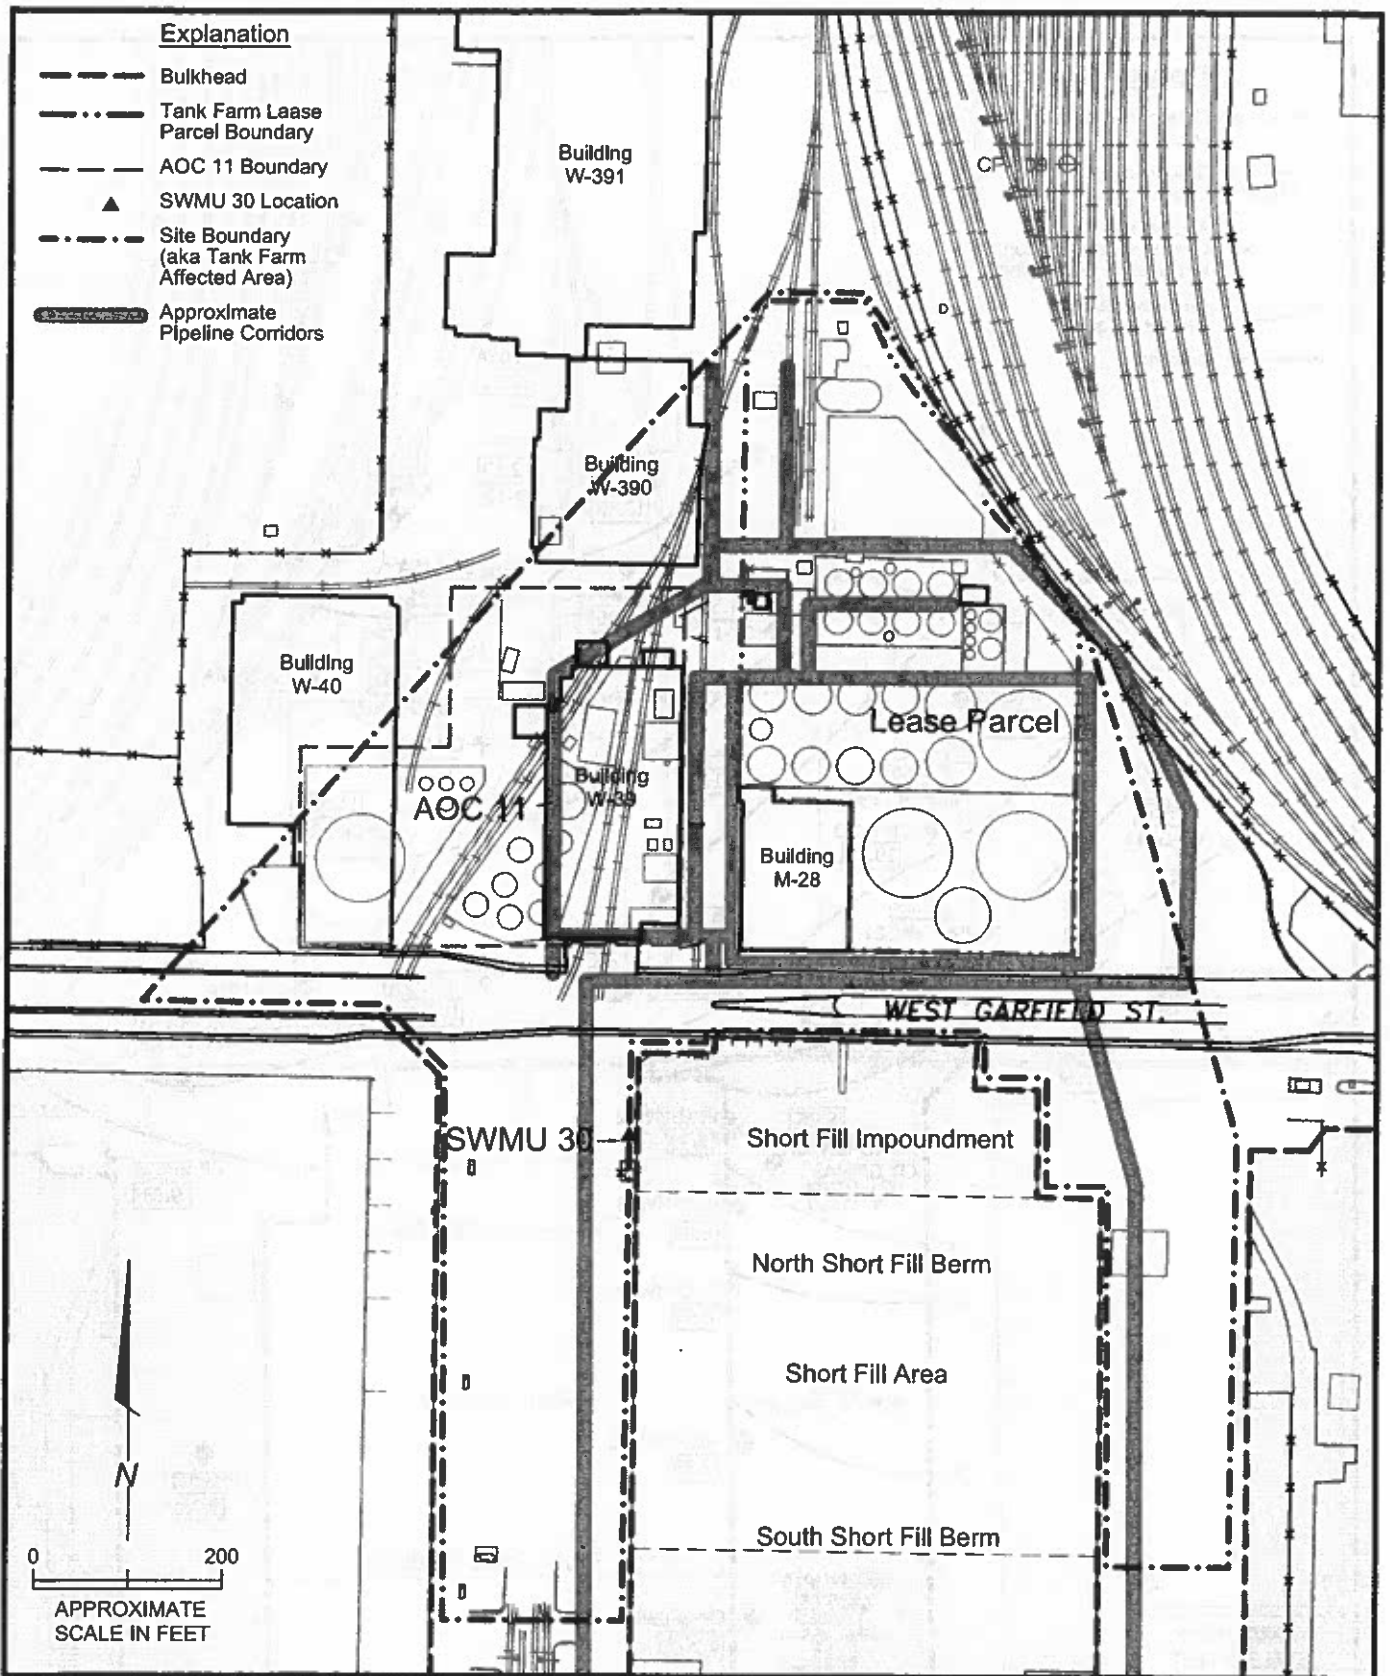 Explanation
Bulkhead
Tank Farm Lease
Parcel Boundary
AOC 11 Boundary
SWMU 30 Location
Site Boundary
(aka Tank Farm
Affected Area)
Approximate
Pipeline Corridors
Building
W-391
D
Building
W-390
Building
W-40
Lease Parcel
Building
W-39
AOC 11
Building
M-28
WEST GARFIELD ST.
SWMU 30
Short Fill Impoundment
North Short Fill Berm
Short Fill Area
N
South Short Fill Berm
0 200
APPROXIMATE
SCALE IN FEET